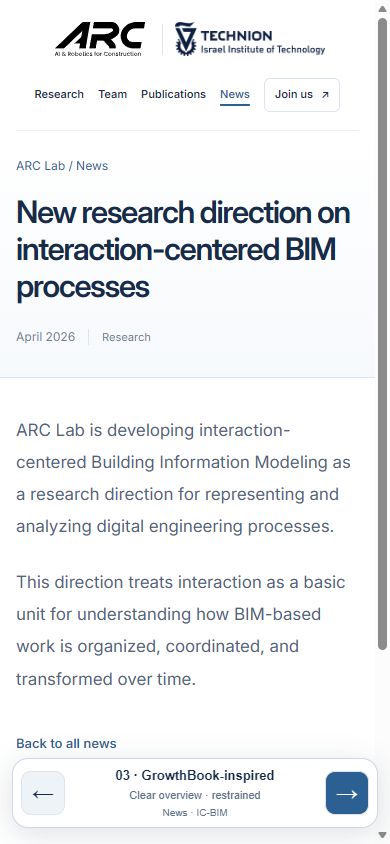 ARC
AI & Robotics for Construction
TECHNION
Israel Institute of Technology
Research Team Publications News Join us ↗
ARC Lab / News
New research direction on
interaction-centered BIM
processes
April 2026 Research
ARC Lab is developing interaction-
centered Building Information Modeling as
a research direction for representing and
analyzing digital engineering processes.
This direction treats interaction as a basic
unit for understanding how BIM-based
work is organized, coordinated, and
transformed over time.
Back to all news
←
03 · GrowthBook-inspired
Clear overview · restrained
News · IC-BIM
→